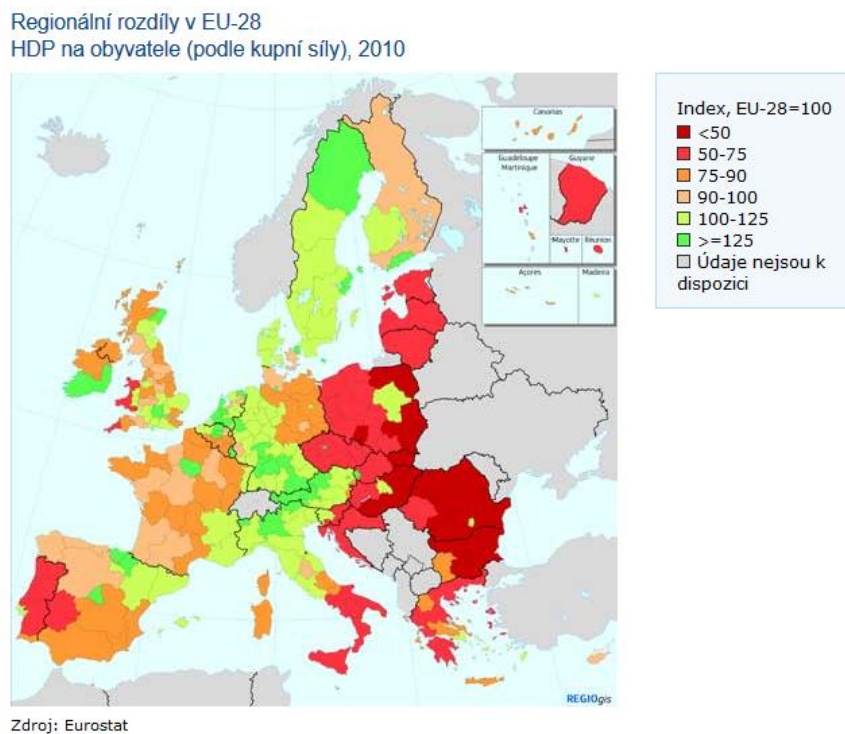 Regionální rozdíly v EU-28
HDP na obyvatele (podle kupní síly), 2010
Canarias
Guadeloupe
Martinique
Guyane
Mayotte
Réunion
Açores
Madeira
REGIOgis
Index, EU-28=100
<50
50-75
75-90
90-100
100-125
>=125
Údaje nejsou k
dispozici
Zdroj: Eurostat